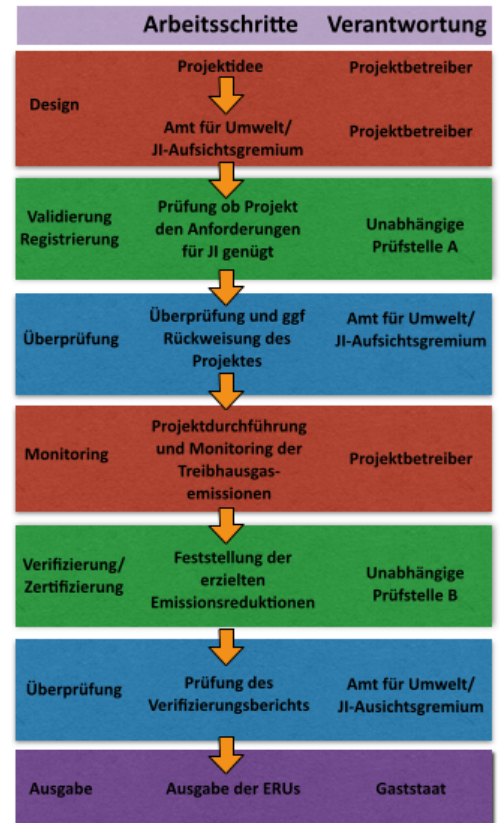 Arbeitsschritte Verantwortung
Projektidee Projektbetreiber
Design
Amt für Umwelt/
JI-Aufsichtsgremium
Projektbetreiber
Validierung
Registrierung
Prüfung ob Projekt
den Anforderungen
für JI genügt
Unabhängige
Prüfstelle A
Überprüfung
Überprüfung und ggf
Rückweisung des
Projektes
Amt für Umwelt/
JI-Aufsichtsgremium
Monitoring
Projektdurchführung
und Monitoring der
Treibhausgas-
emissionen
Projektbetreiber
Verifizierung/
Zertifizierung
Feststellung der
erzielten
Emissionsreduktionen
Unabhängige
Prüfstelle B
Überprüfung
Prüfung des
Verifizierungsberichts
Amt für Umwelt/
JI-Ausichtsgremium
Ausgabe Ausgabe der ERUs Gaststaat